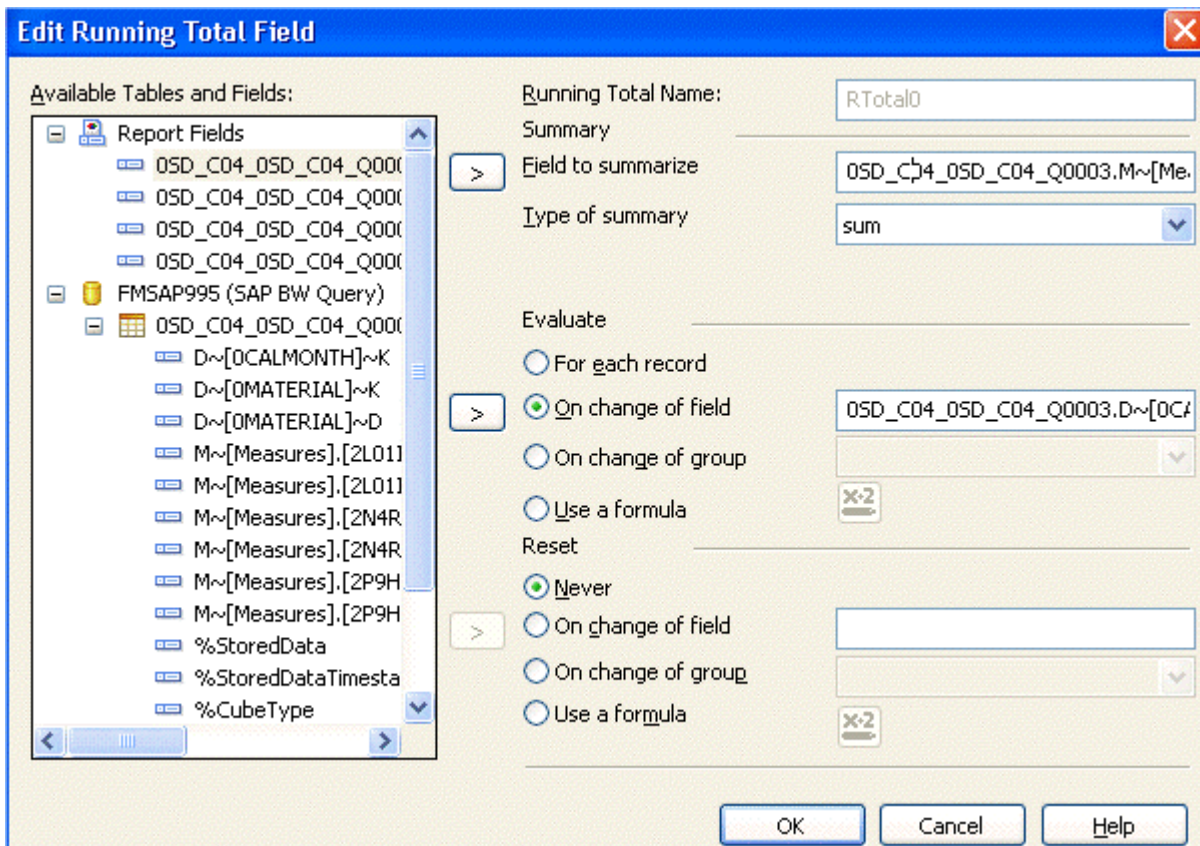 Edit Running Total Field
Available Tables and Fields:
Report Fields
0SD_C04_0SD_C04_Q000
0SD_C04_0SD_C04_Q000
0SD_C04_0SD_C04_Q000
0SD_C04_0SD_C04_Q000
FMSAP995 (SAP BW Query)
0SD_C04_0SD_C04_Q000
D~[0CALMONTH]~K
D~[0MATERIAL]~K
D~[0MATERIAL]~D
M~[Measures].[2L01]
M~[Measures].[2L01]
M~[Measures].[2N4R
M~[Measures].[2N4R
M~[Measures].[2P9H
M~[Measures].[2P9H
%StoredData
%StoredDataTimesta
%CubeType
Running Total Name:
RTotal0
Summary
>
Field to summarize
0SD_C04_0SD_C04_Q0003.M~[Me
Type of summary
sum
Evaluate
For each record
>
On change of field
0SD_C04_0SD_C04_Q0003.D~[0CA
On change of group
Use a formula
x·2
Reset
Never
>
On change of field
On change of group
Use a formula
x·2
OK
Cancel
Help